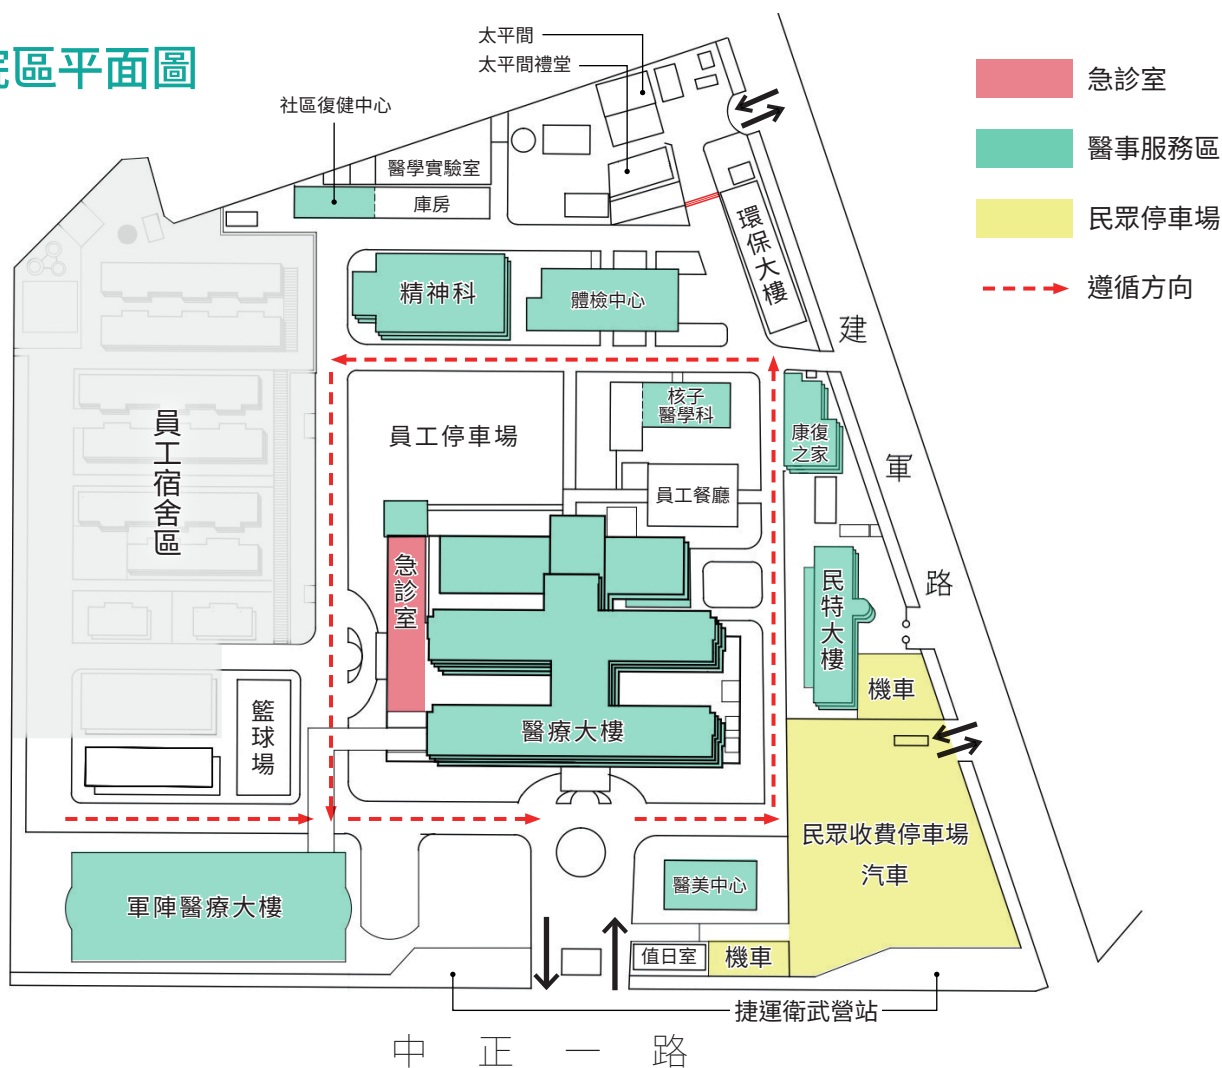 院區平面圖
太平間
太平間禮堂
社區復健中心
醫學實驗室
庫房
環保大樓
精神科
體檢中心
急診室
醫事服務區
民眾停車場
遵循方向
建軍路
核子
醫學科
康復
之家
員工停車場
員工餐廳
員工宿舍區
急診室
民特大樓
機車
籃球場
醫療大樓
民眾收費停車場
汽車
軍陣醫療大樓
醫美中心
值日室
機車
捷運衛武營站
中正一路